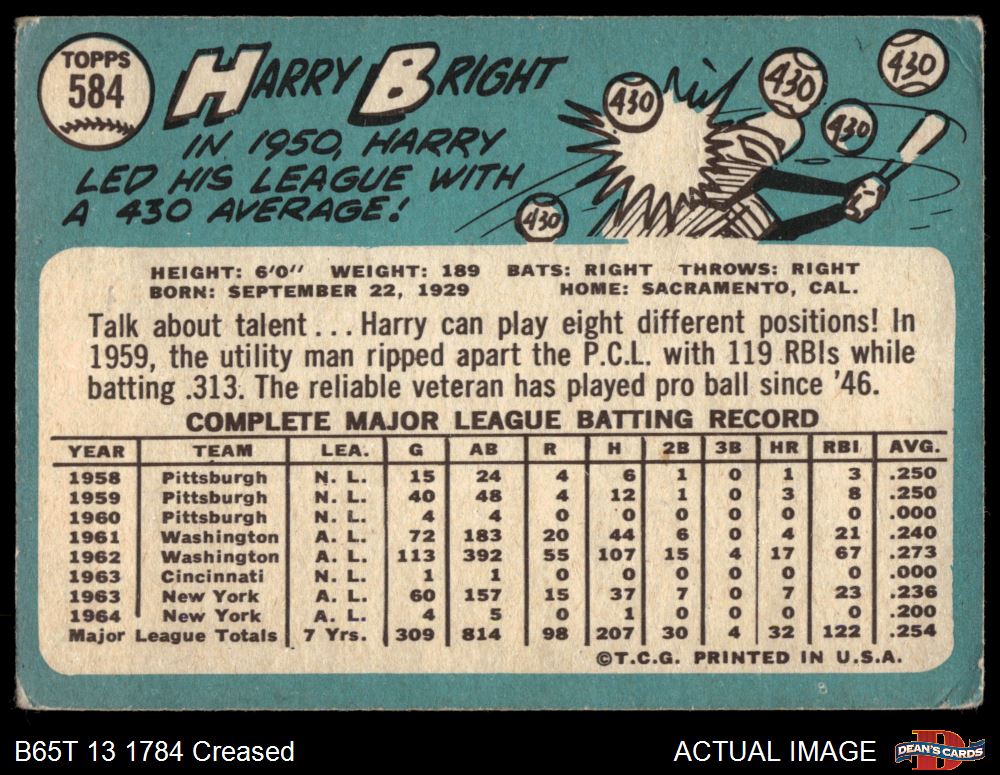 TOPPS
584
HARRY BRIGHT
IN 1950, HARRY
LED HIS LEAGUE WITH
A 430 AVERAGE!
430
430
430
430
430
HEIGHT: 6'0" WEIGHT: 189 BATS: RIGHT THROWS: RIGHT
BORN: SEPTEMBER 22, 1929 HOME: SACRAMENTO, CAL.
Talk about talent . . . Harry can play eight different positions! In
1959, the utility man ripped apart the P.C.L. with 119 RBIs while
batting .313. The reliable veteran has played pro ball since '46.
COMPLETE MAJOR LEAGUE BATTING RECORD
YEAR TEAM LEA. G AB R H 2B 3B HR RBI AVG.
1958 Pittsburgh N. L. 15 24 4 6 1 0 1 3 .250
1959 Pittsburgh N. L. 40 48 4 12 1 0 3 8 .250
1960 Pittsburgh N. L. 4 4 0 0 0 0 0 0 .000
1961 Washington A. L. 72 183 20 44 6 0 4 21 .240
1962 Washington A. L. 113 392 55 107 15 4 17 67 .273
1963 Cincinnati N. L. 1 1 0 0 0 0 0 0 .000
1963 New York A. L. 60 157 15 37 7 0 7 23 .236
1964 New York A. L. 4 5 0 1 0 0 0 0 .200
Major League Totals 7 Yrs. 309 814 98 207 30 4 32 122 .254
©T.C.G. PRINTED IN U.S.A.
8
B65T 13 1784 Creased
ACTUAL IMAGE
D
DEAN'S CARDS